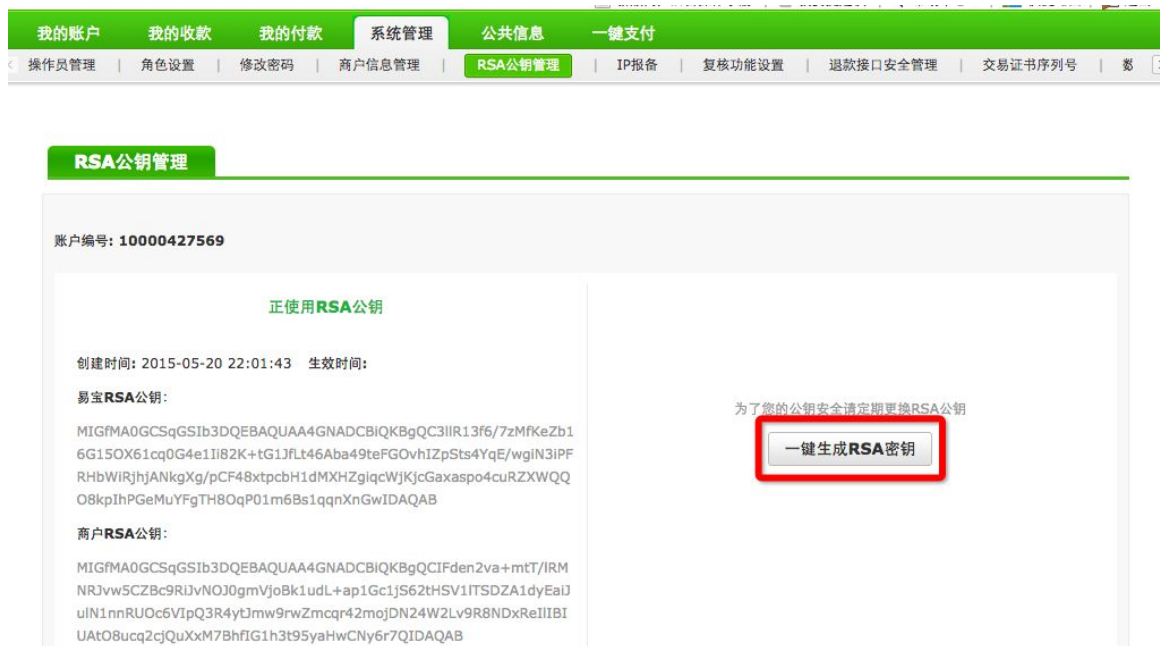 我的账户 我的收款 我的付款 系统管理 公共信息 一键支付
操作员管理 | 角色设置 | 修改密码 | 商户信息管理 | RSA公钥管理 | IP报备 | 复核功能设置 | 退款接口安全管理 | 交易证书序列号 |
RSA公钥管理
账户编号: 10000427569
正使用RSA公钥
创建时间: 2015-05-20 22:01:43 生效时间:
易宝RSA公钥:
MIGfMA0GCSqGSIb3DQEBAQUAA4GNADCBiQKBgQC3llR13f6/7zMfKeZb1
6G15OX61cq0G4e1Ii82K+tG1JfLt46Aba49teFGOvhIZpSts4YqE/wgiN3iPF
RHbWiRjhjANkgXg/pCF48xtpcbH1dMXHZgiqcWjKjcGaxaspo4cuRZXWQQ
O8kpIhPGeMuYFgTH8OqP01m6Bs1qqnXnGwIDAQAB
商户RSA公钥:
MIGfMA0GCSqGSIb3DQEBAQUAA4GNADCBiQKBgQCIFden2va+mtT/lRM
NRJvw5CZBc9RiJvNOJ0gmVjoBk1udL+ap1Gc1jS62tHSV1lTSDZA1dyEaiJ
ulN1nnRUOc6VIpQ3R4ytJmw9rwZmcqr42mojDN24W2Lv9R8NDxReIlIBI
UAtO8ucq2cjQuXxM7BhfIG1h3t95yaHwCNy6r7QIDAQAB
为了您的公钥安全请定期更换RSA公钥
一键生成RSA密钥